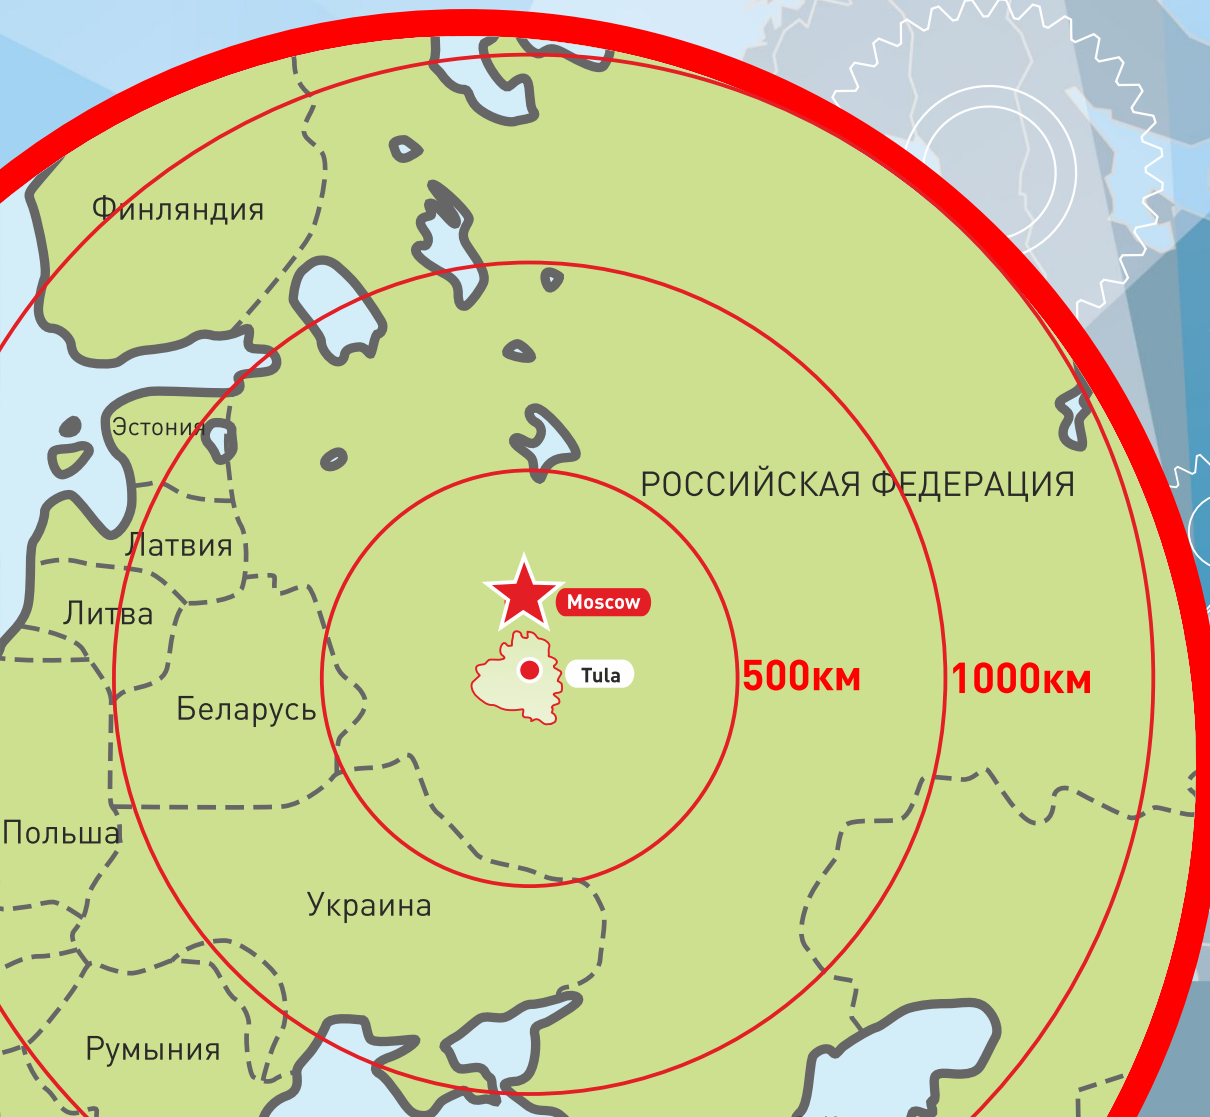 Финляндия
Эстония
РОССИЙСКАЯ ФЕДЕРАЦИЯ
Латвия
Литва
Moscow
Tula
500км
1000км
Беларусь
Польша
Украина
Румыния